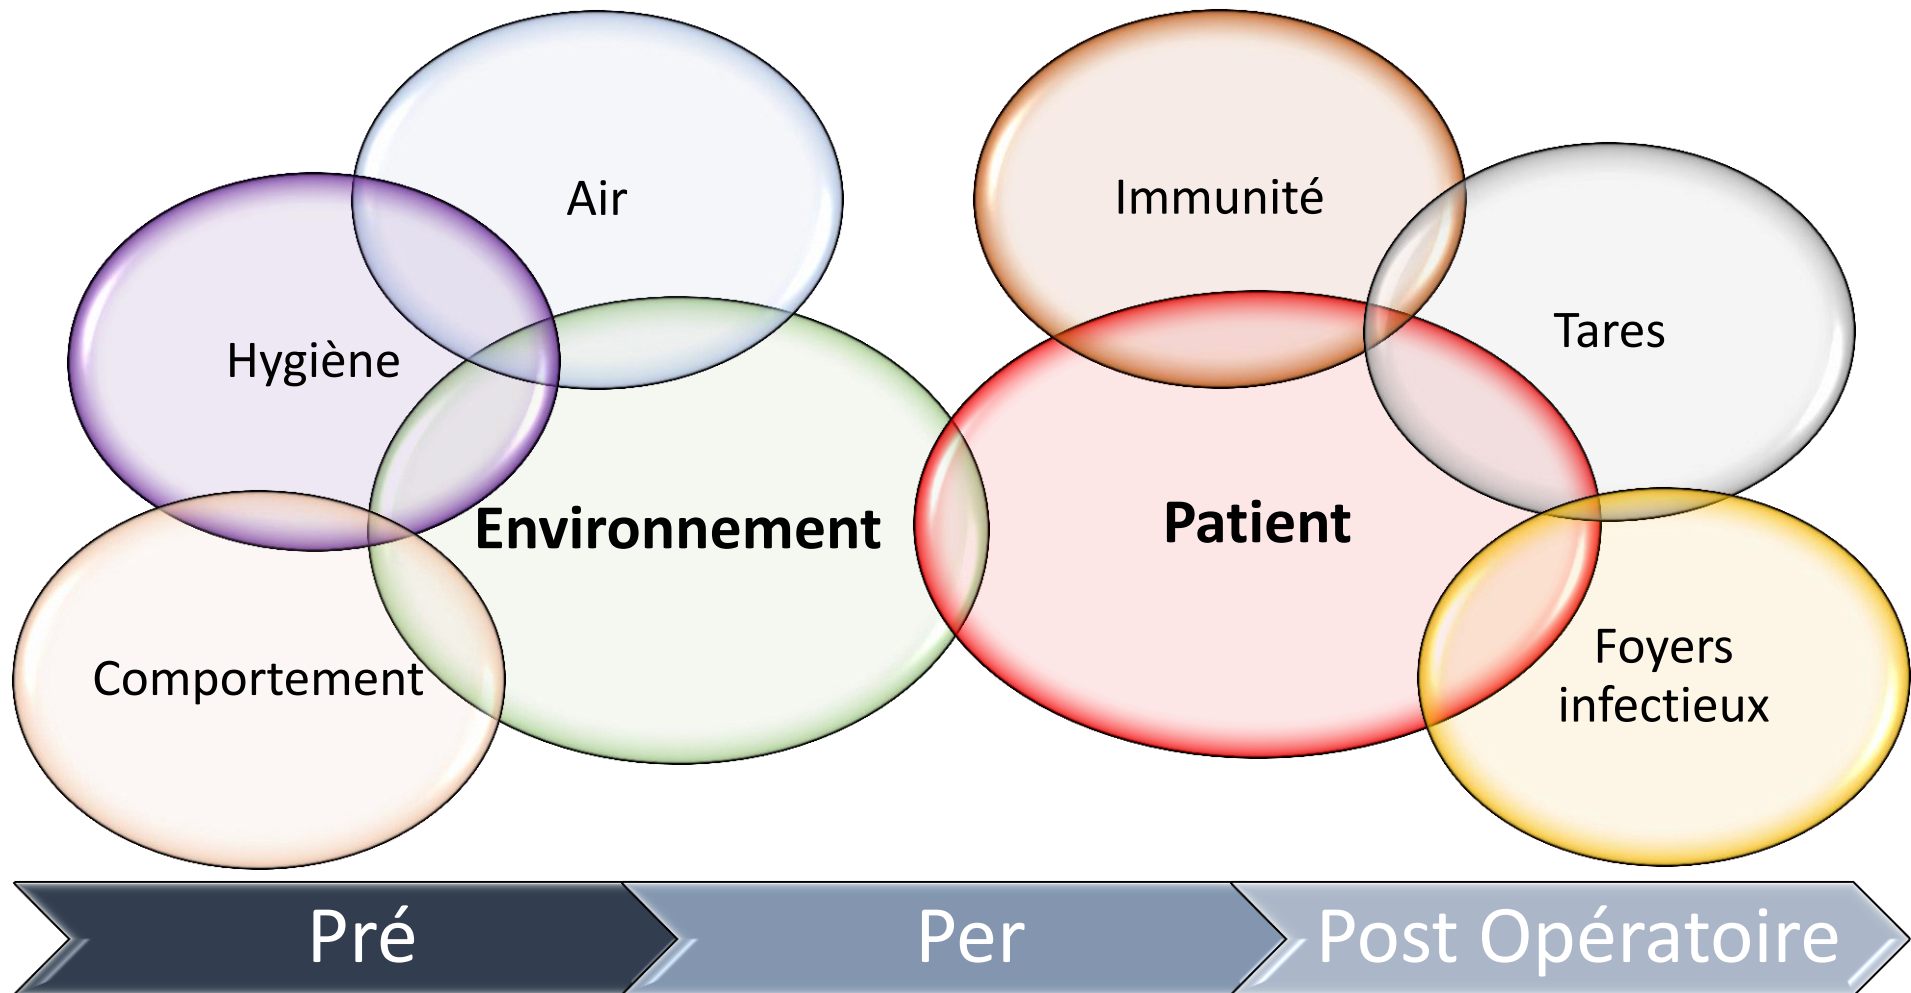 Air
Immunité
Tares
Hygiène
Environnement
Patient
Comportement
Foyers
infectieux
Pré
Per
Post Opératoire